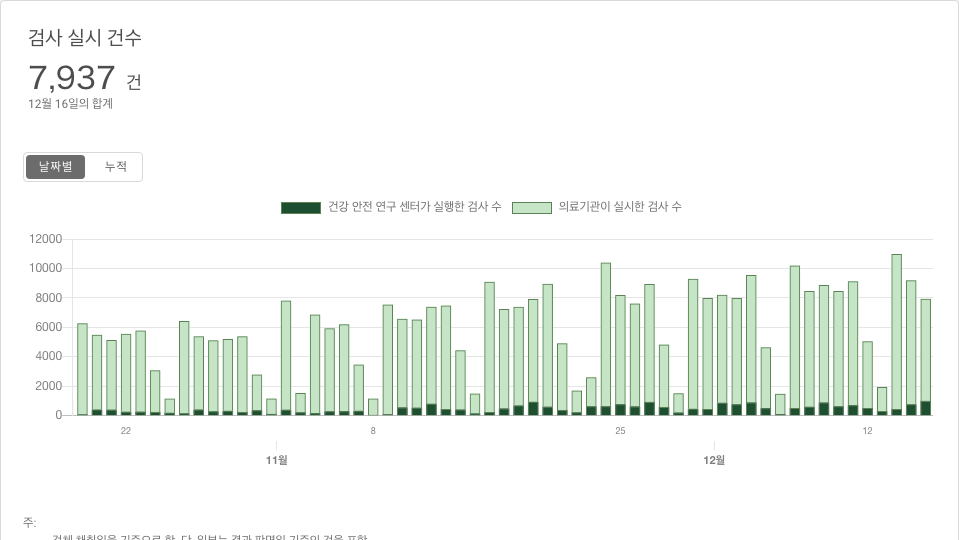 검사 실시 건수
7,937 건
12월 16일의 합계
날짜별 누적
건강 안전 연구 센터가 실행한 검사 수 의료기관이 실시한 검사 수
12000
10000
8000
6000
4000
2000
0
22 8 25 12
11월 12월
주:
검체 채취일을 기준으로 함. 단, 일부는 결과 판명일 기준인 것을 포함